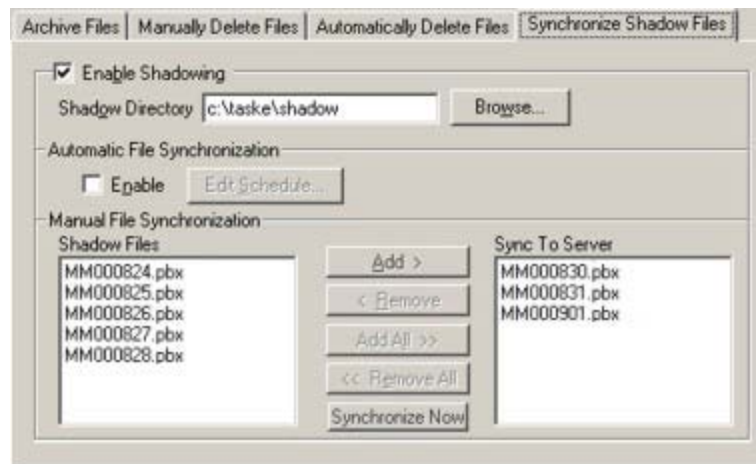 Archive Files Manually Delete Files Automatically Delete Files Synchronize Shadow Files
Enable Shadowing
Shadow Directory c:\taske\shadow Browse...
Automatic File Synchronization
Enable Edit Schedule...
Manual File Synchronization
Shadow Files
MM000824.pbx
MM000825.pbx
MM000826.pbx
MM000827.pbx
MM000828.pbx
Add >
< Remove
Add All >>
<< Remove All
Synchronize Now
Sync To Server
MM000830.pbx
MM000831.pbx
MM000901.pbx